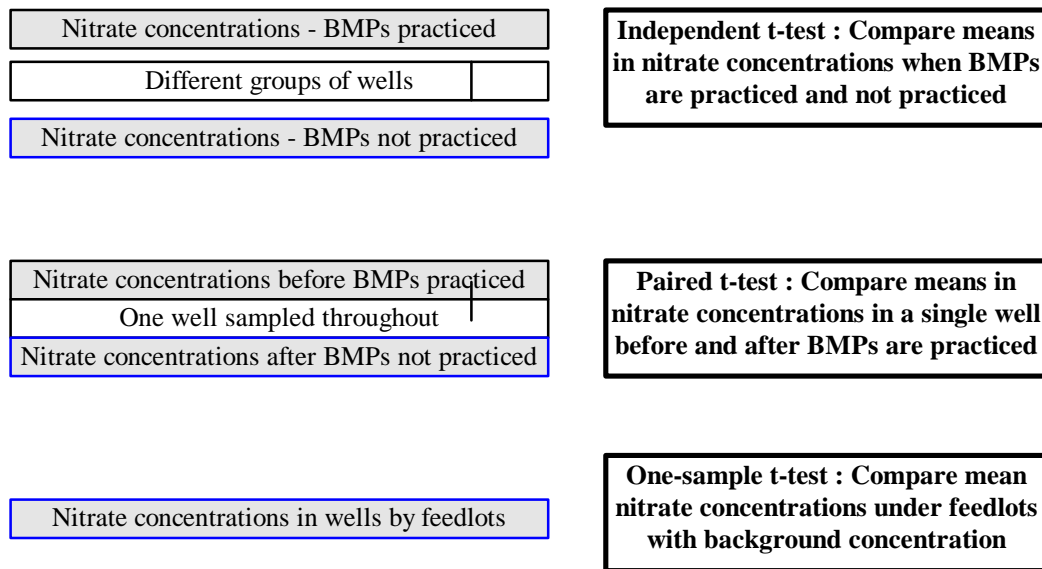 Nitrate concentrations - BMPs practiced
Different groups of wells
Nitrate concentrations - BMPs not practiced
Independent t-test : Compare means
in nitrate concentrations when BMPs
are practiced and not practiced
Nitrate concentrations before BMPs practiced
One well sampled throughout
Nitrate concentrations after BMPs not practiced
Paired t-test : Compare means in
nitrate concentrations in a single well
before and after BMPs are practiced
Nitrate concentrations in wells by feedlots
One-sample t-test : Compare mean
nitrate concentrations under feedlots
with background concentration